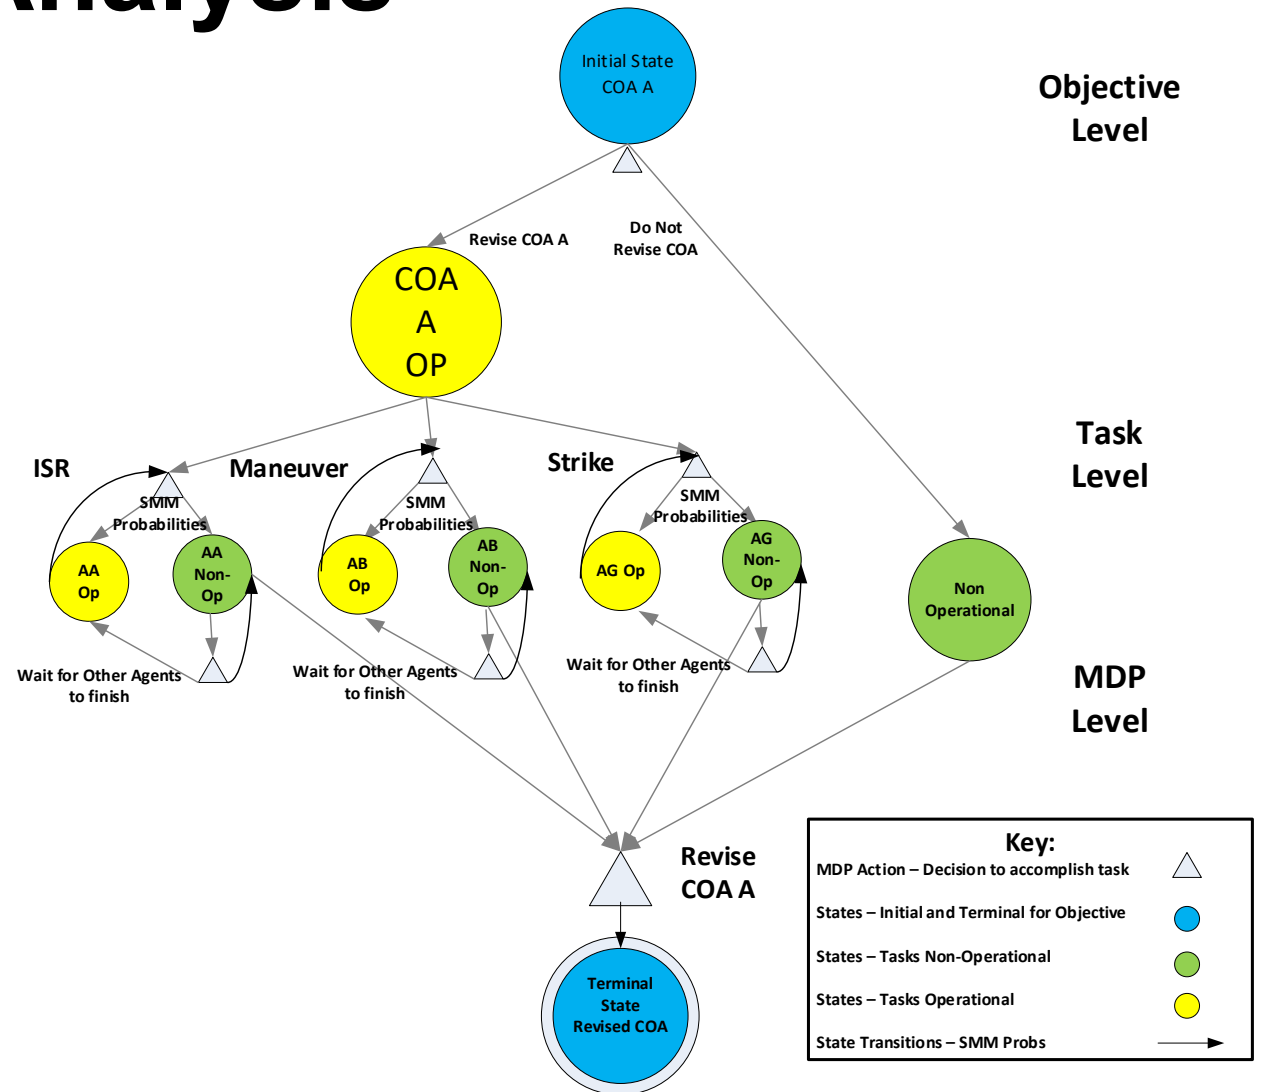 Analysis
Initial State
COA A
Objective
Level
Revise COA A
Do Not
Revise COA
COA
A
OP
Task
Level
ISR
Maneuver
Strike
SMM
Probabilities
SMM
Probabilities
SMM
Probabilities
AA
Op
AA
Non-
Op
AB
Op
AB
Non-
Op
AG Op
AG
Non-
Op
Non
Operational
Wait for Other Agents
to finish
Wait for Other Agents
to finish
Wait for Other Agents
to finish
MDP
Level
Revise
COA A
Terminal
State
Revised COA
Key:
MDP Action – Decision to accomplish task
States – Initial and Terminal for Objective
States – Tasks Non-Operational
States – Tasks Operational
State Transitions – SMM Probs